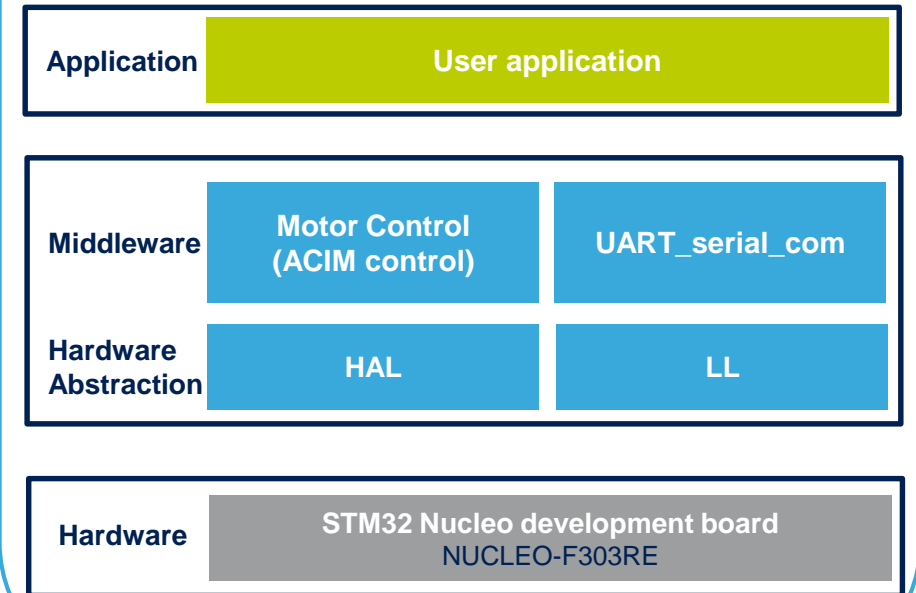 Application
User application
Middleware
Motor Control
(ACIM control)
UART_serial_com
Hardware
Abstraction
HAL
LL
Hardware
STM32 Nucleo development board
NUCLEO-F303RE